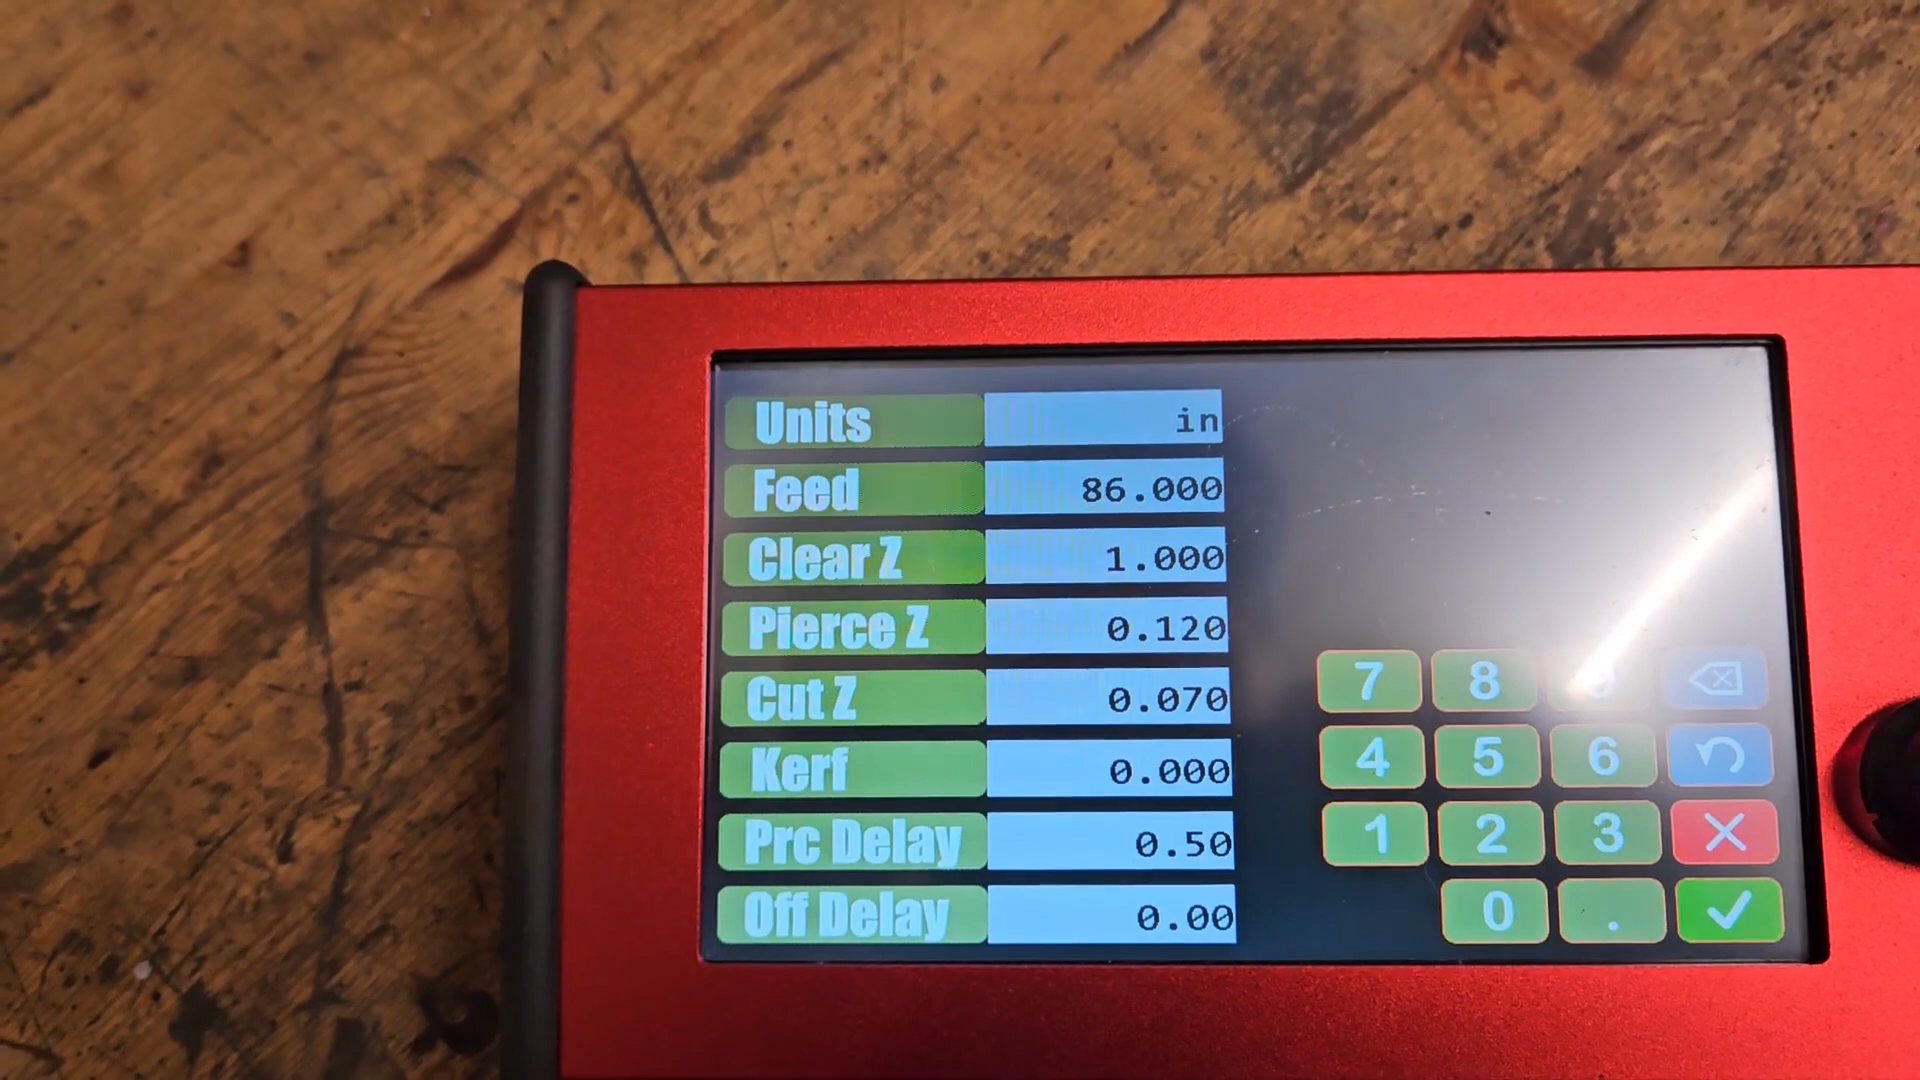 Units in
Feed 86.000
Clear Z 1.000
Pierce Z 0.120
Cut Z 0.070
Kerf 0.000
Prc Delay 0.50
Off Delay 0.00
7 8 9
4 5 6
1 2 3
0 .